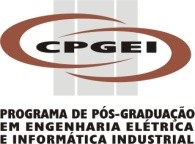 CPGEI
PROGRAMA DE PÓS-GRADUAÇÃO
EM ENGENHARIA ELÉTRICA
E INFORMÁTICA INDUSTRIAL